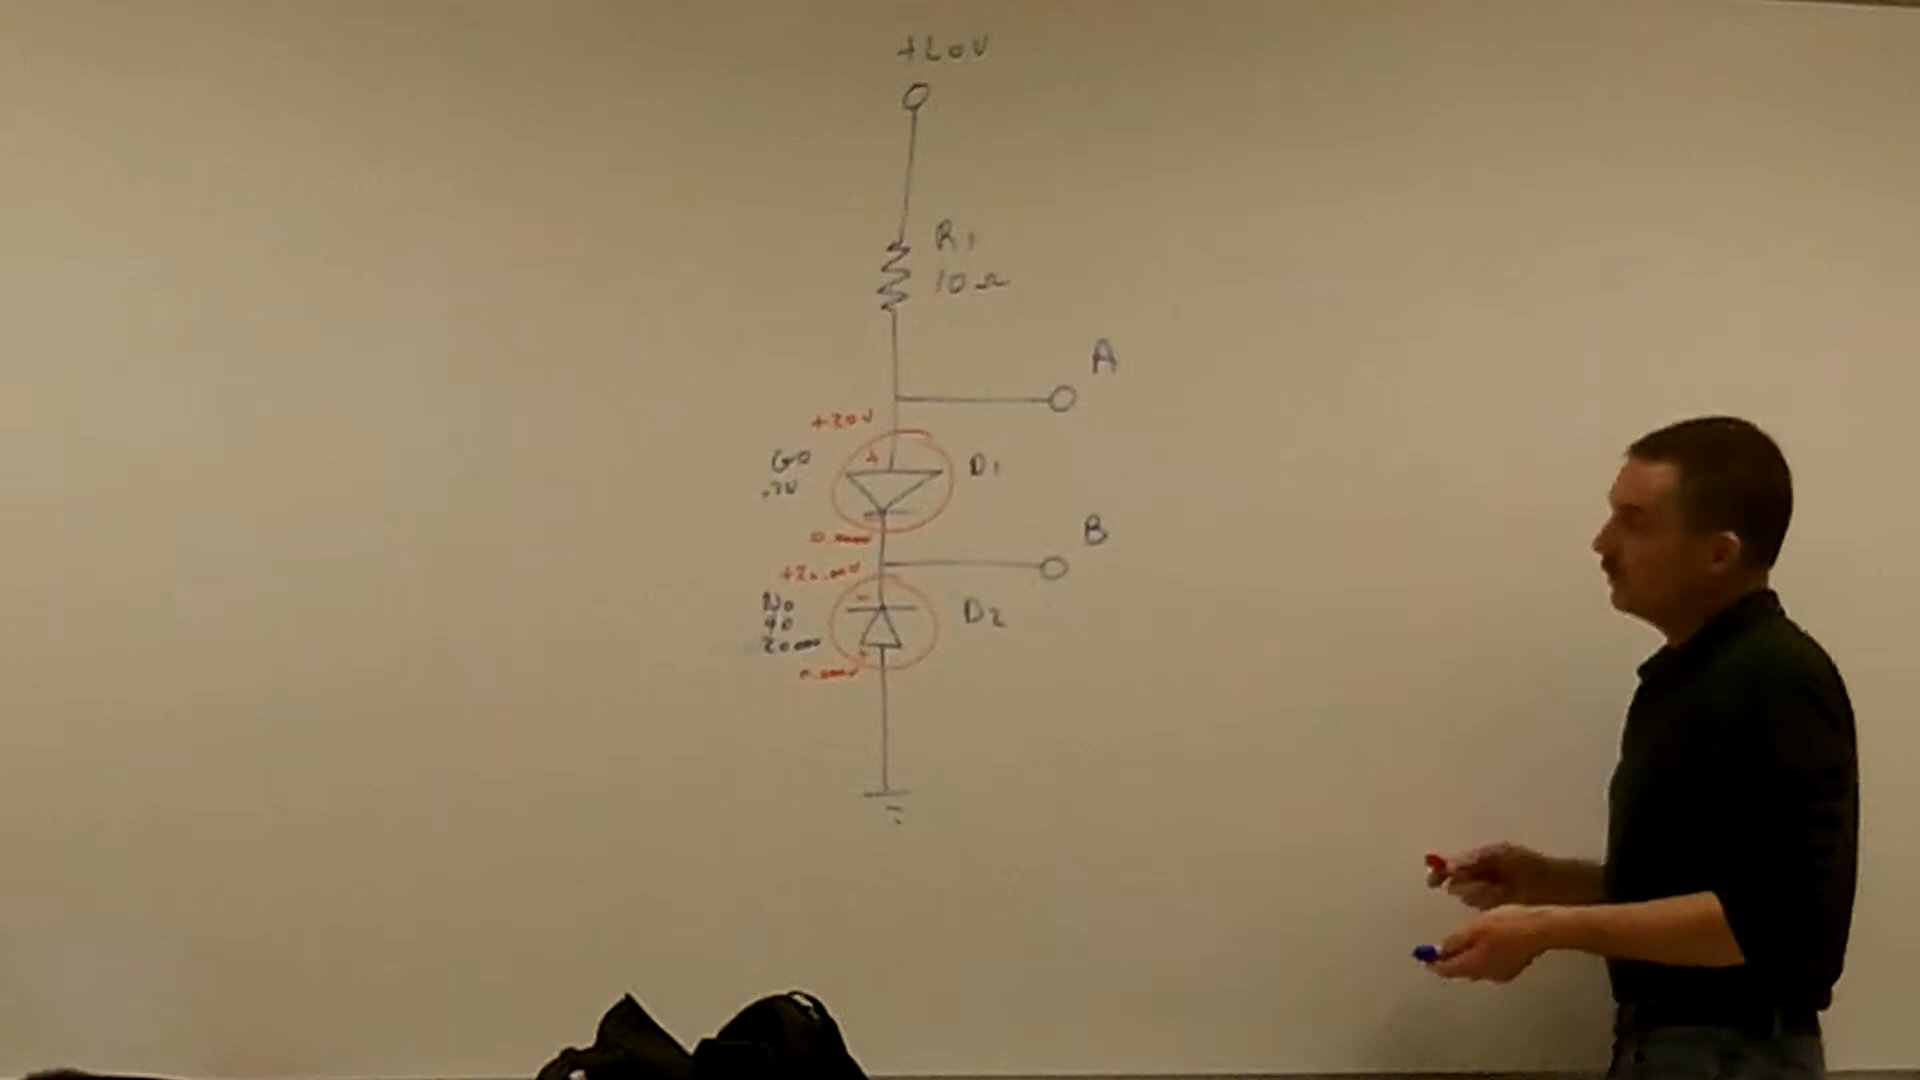 +20V
R1
10Ω
A
+20V
+
GO
.7V
D1
B
-
NO
GO
D2
+